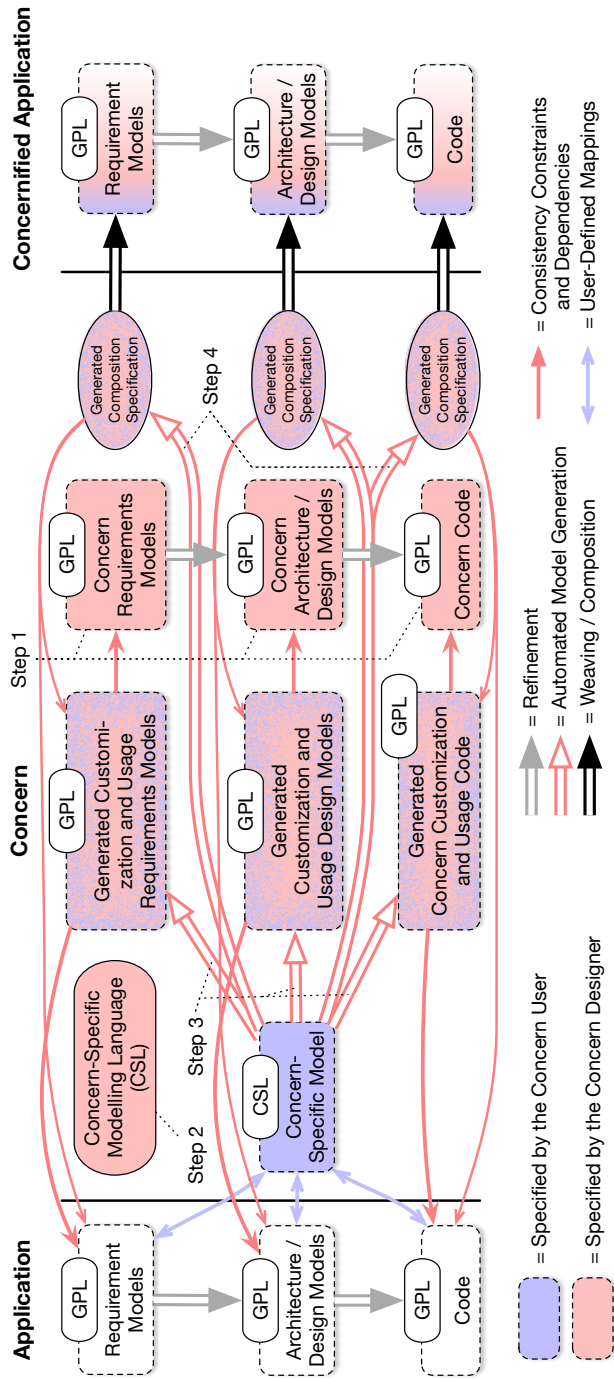 Application
Concern
Concernified Application
GPL
Requirement
Models
GPL
Architecture /
Design Models
GPL
Code
Concern-Specific
Modelling Language
(CSL)
Step 2
Step 3
CSL
Concern-
Specific Model
GPL
Generated Customi-
zation and Usage
Requirements Models
GPL
Generated
Customization and
Usage Design Models
GPL
Generated
Concern Customization
and Usage Code
Step 1
GPL
Concern
Requirements
Models
GPL
Concern
Architecture /
Design Models
GPL
Concern Code
Step 4
Generated
Composition
Specification
Generated
Composition
Specification
Generated
Composition
Specification
GPL
Requirement
Models
GPL
Architecture /
Design Models
GPL
Code
= Specified by the Concern User
= Specified by the Concern Designer
= Refinement
= Automated Model Generation
= Weaving / Composition
= Consistency Constraints
and Dependencies
= User-Defined Mappings